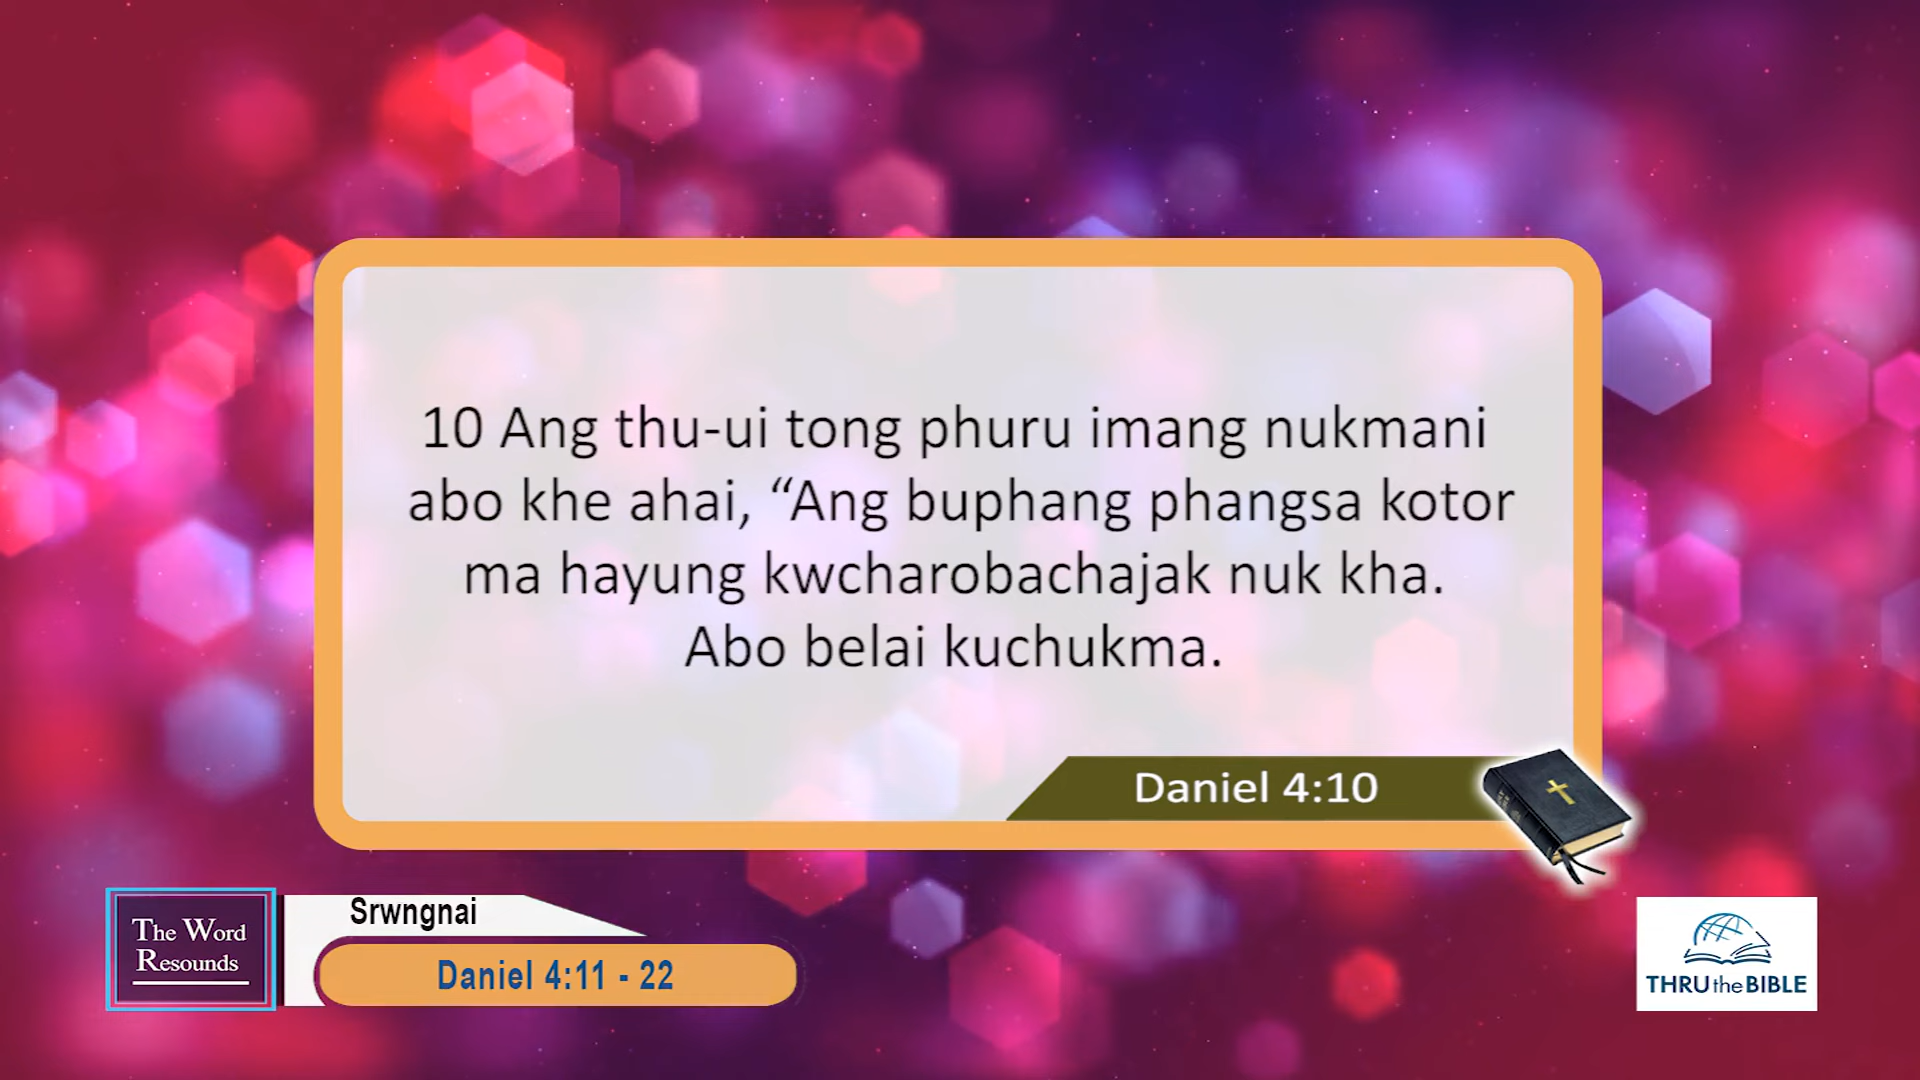 10 Ang thu-ui tong phuru imang nukmani
abo khe ahai, “Ang buphang phangsa kotor
ma hayung kwcharobachajak nuk kha.
Abo belai kuchukma.
Daniel 4:10
The Word
Resounds
Srwngnai
Daniel 4:11 - 22
THRU the BIBLE